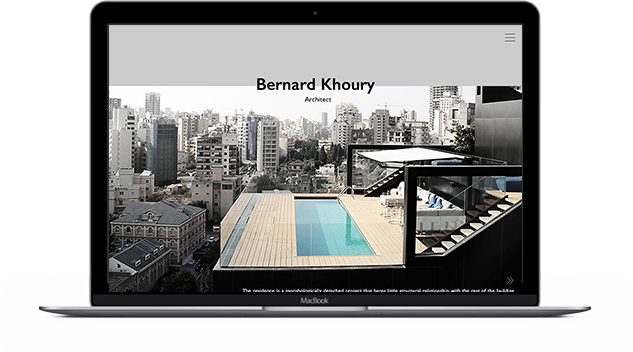 Bernard Khoury
Architect
The residence is a morphologically detached project that bares little structural relationship with the rest of the building
MacBook